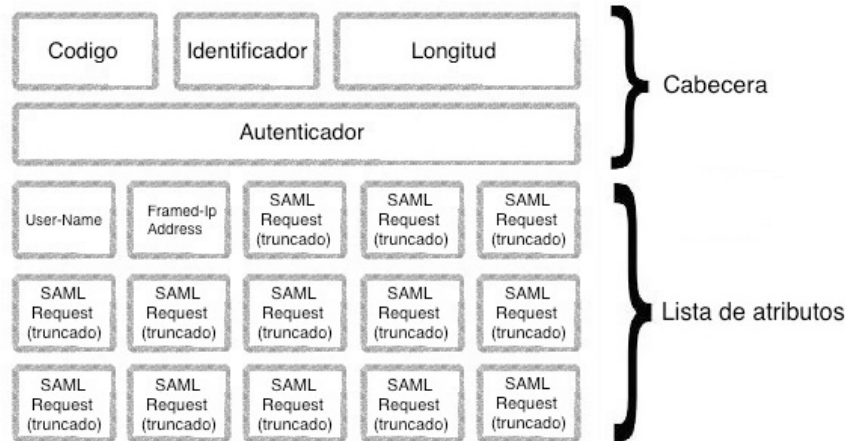 Codigo
Identificador
Longitud
Cabecera
Autenticador
User-Name
Framed-Ip
Address
SAML
Request
(truncado)
SAML
Request
(truncado)
SAML
Request
(truncado)
SAML
Request
(truncado)
SAML
Request
(truncado)
SAML
Request
(truncado)
SAML
Request
(truncado)
SAML
Request
(truncado)
Lista de atributos
SAML
Request
(truncado)
SAML
Request
(truncado)
SAML
Request
(truncado)
SAML
Request
(truncado)
SAML
Request
(truncado)